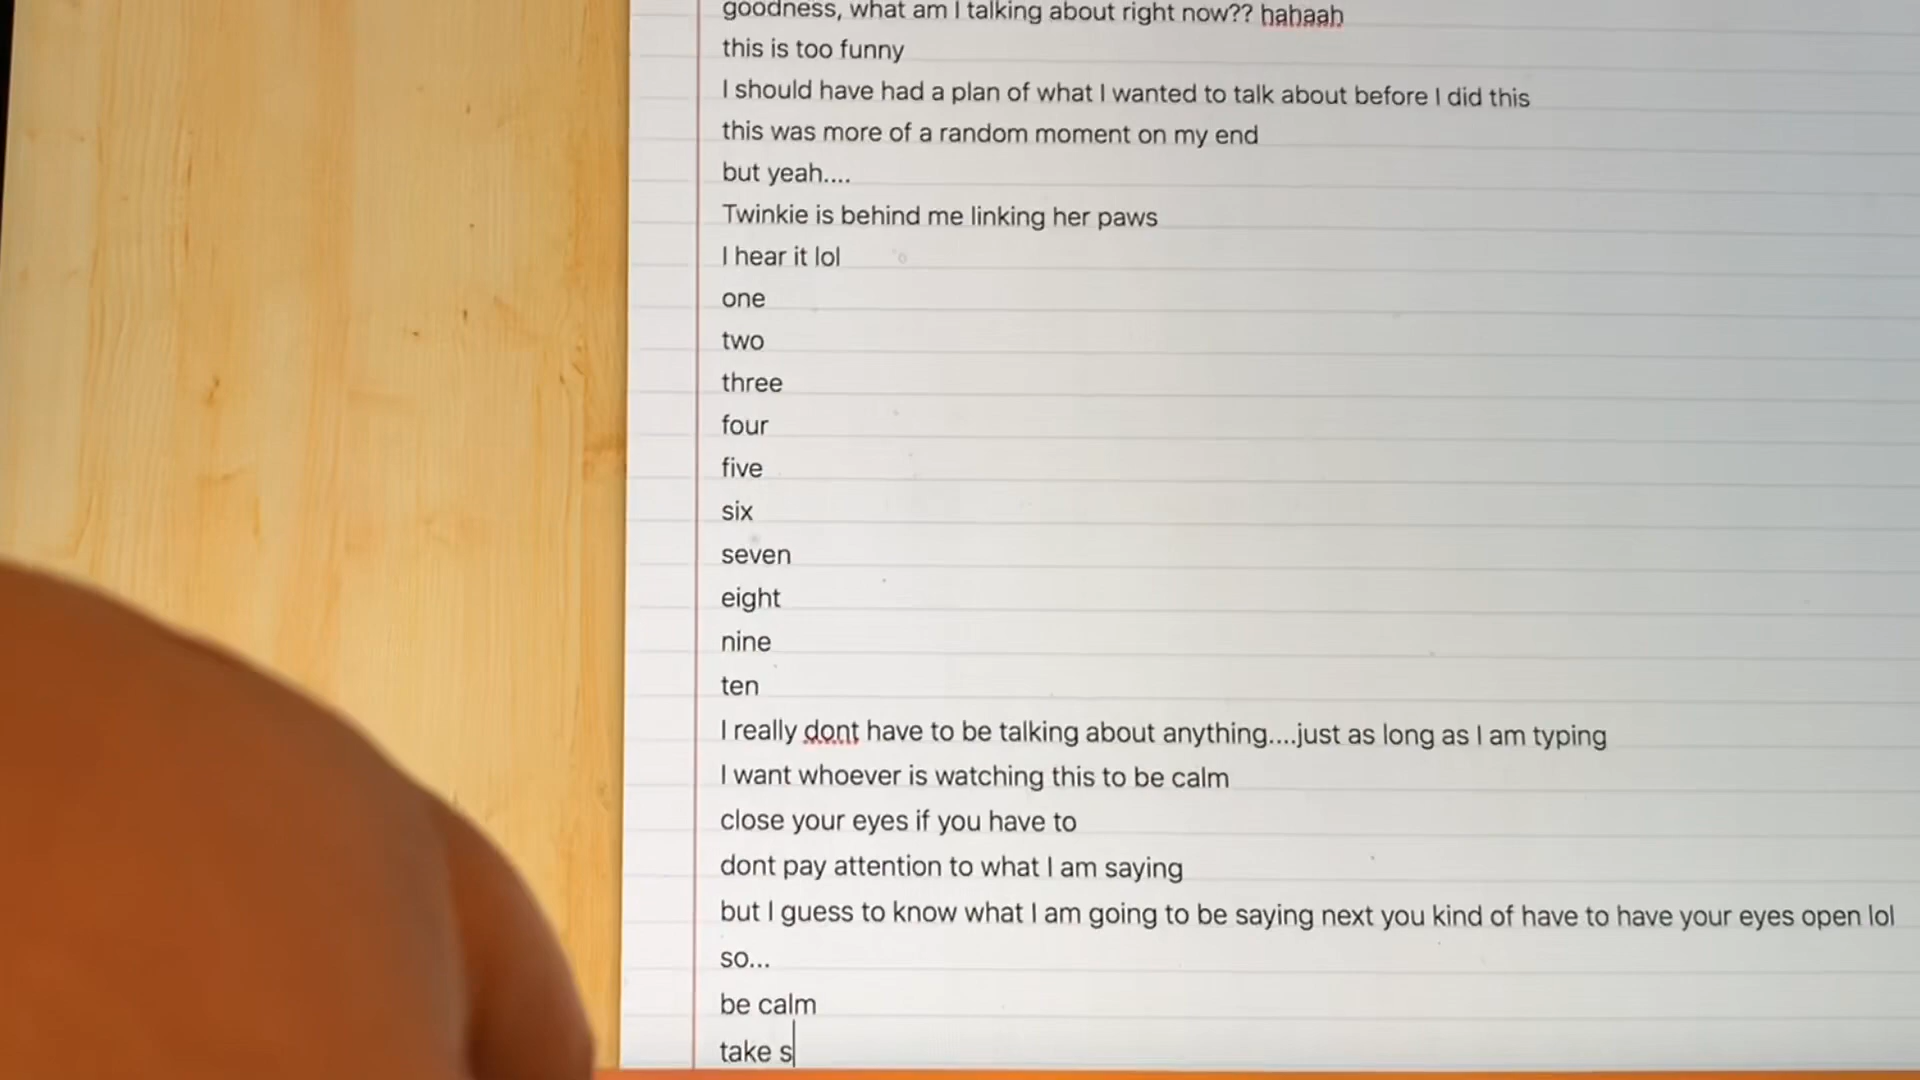 goodness, what am I talking about right now?? hahaah
this is too funny
I should have had a plan of what I wanted to talk about before I did this
this was more of a random moment on my end
but yeah....
Twinkie is behind me linking her paws
I hear it lol
one
two
three
four
five
six
seven
eight
nine
ten
I really dont have to be talking about anything....just as long as I am typing
I want whoever is watching this to be calm
close your eyes if you have to
dont pay attention to what I am saying
but I guess to know what I am going to be saying next you kind of have to have your eyes open lol
so...
be calm
take s